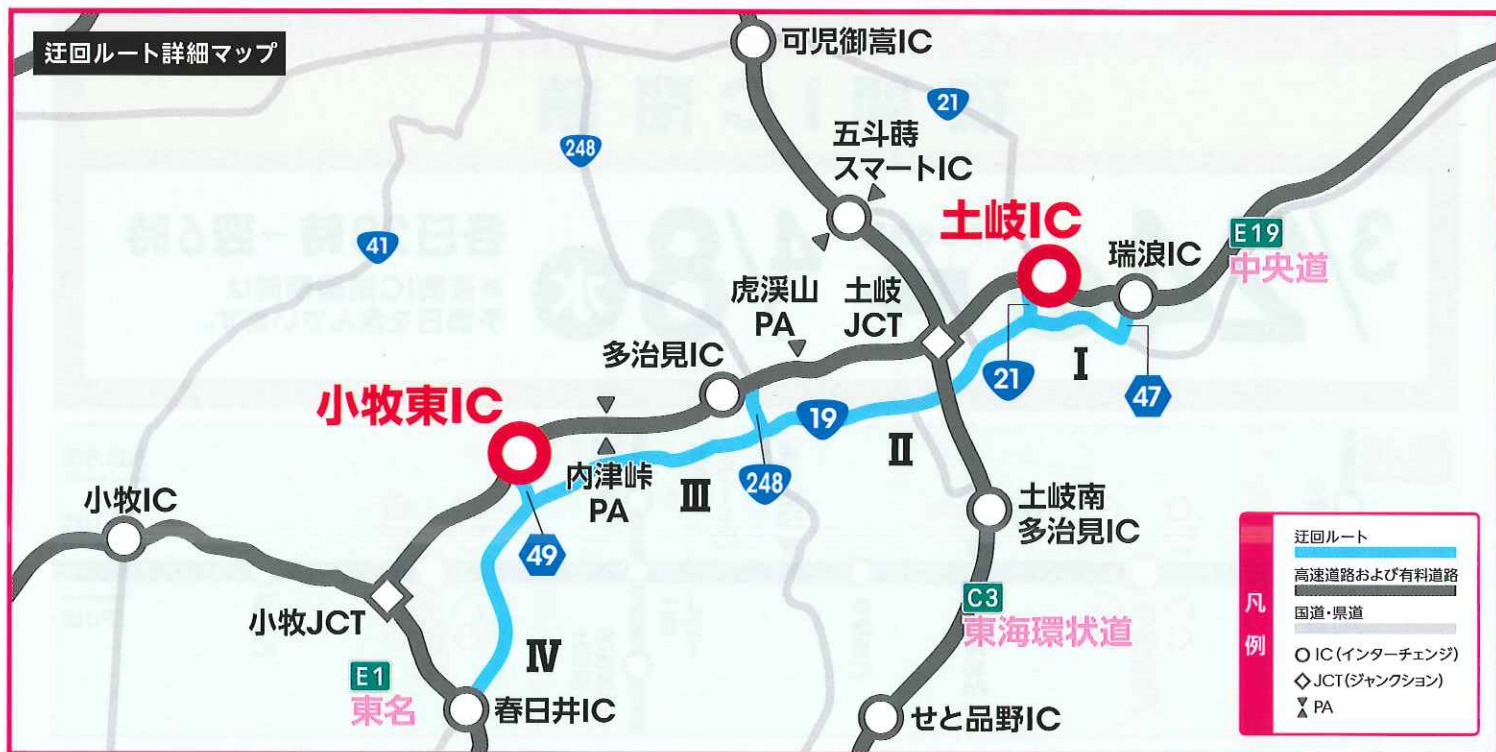 迂回ルート詳細マップ
可児御嵩IC
21
248
五斗蒔
スマートIC
41
土岐IC
E19
中央道
瑞浪IC
虎渓山
PA
土岐
JCT
多治見IC
小牧東IC
21
I
47
19
II
内津峠
PA
III
248
小牧IC
49
土岐南
多治見IC
小牧JCT
C3
東海環状道
IV
E1
東名
春日井IC
せと品野IC
凡例
迂回ルート
高速道路および有料道路
国道・県道
IC(インターチェンジ)
JCT(ジャンクション)
PA